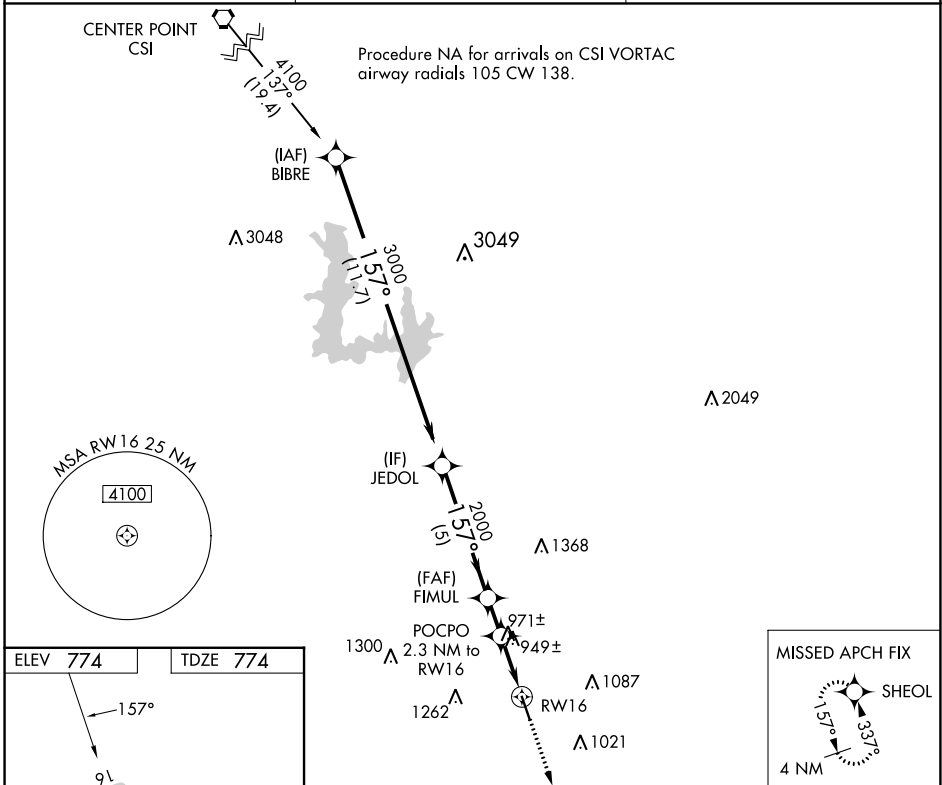 CENTER POINT
CSI
Procedure NA for arrivals on CSI VORTAC
airway radials 105 CW 138.
4100
137°
(19.4)
(IAF)
BIBRE
3048
3049
3000
157°
(11.7)
2049
(IF)
JEDOL
MSA RW16 25 NM
4100
2000
157°
(5)
1368
(FAF)
FIMUL
971±
949±
POCPO
2.3 NM to
RW16
1300
1262
1087
RW16
1021
ELEV 774
TDZE 774
157°
16
MISSED APCH FIX
SHEOL
157°
337°
4 NM